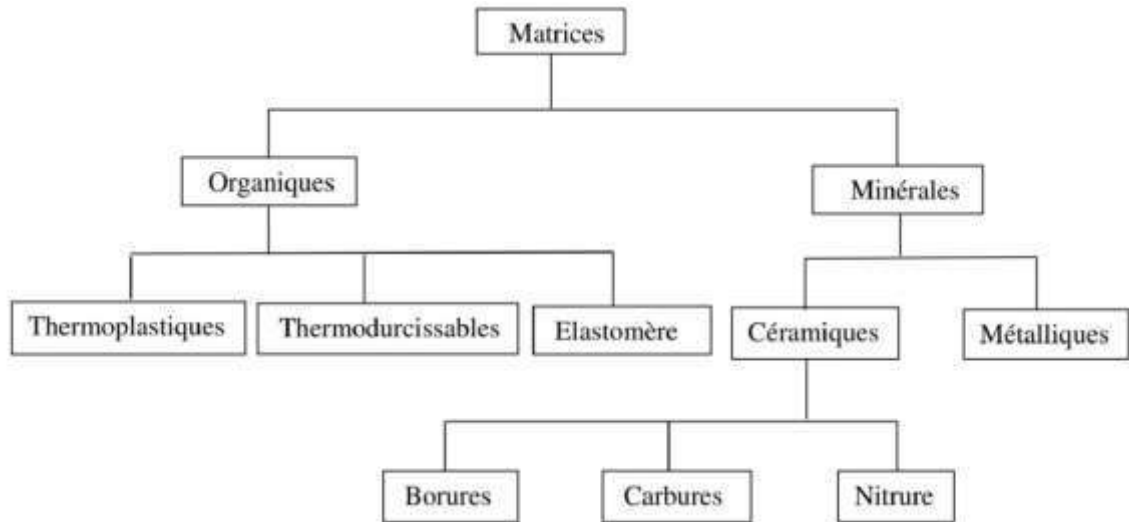 Matrices
Organiques
Minérales
Thermoplastiques
Thermodurcissables
Elastomère
Céramiques
Métalliques
Borures
Carbures
Nitrure